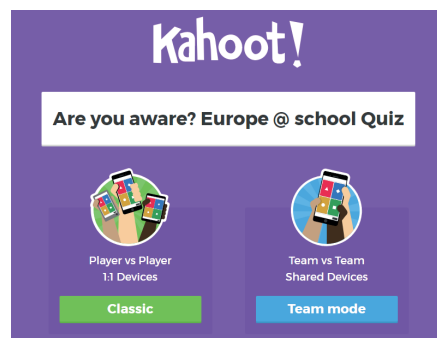 Kahoot!
Are you aware? Europe @ school Quiz
Player vs Player
1:1 Devices
Classic
Team vs Team
Shared Devices
Team mode